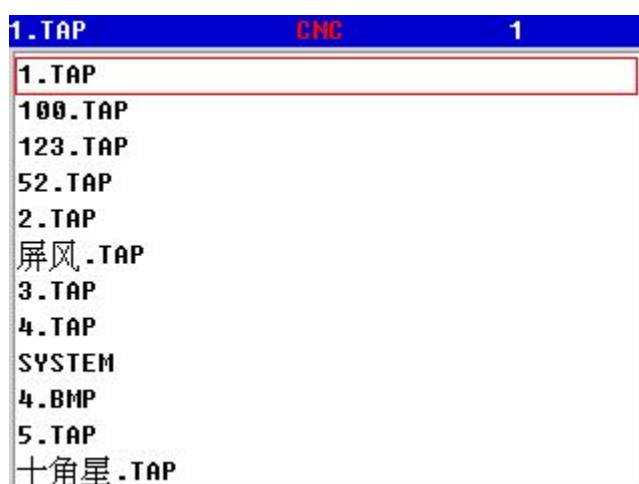 1.TAP CNC 1
1.TAP
100.TAP
123.TAP
52.TAP
2.TAP
屏风.TAP
3.TAP
4.TAP
SYSTEM
4.BMP
5.TAP
十角星.TAP